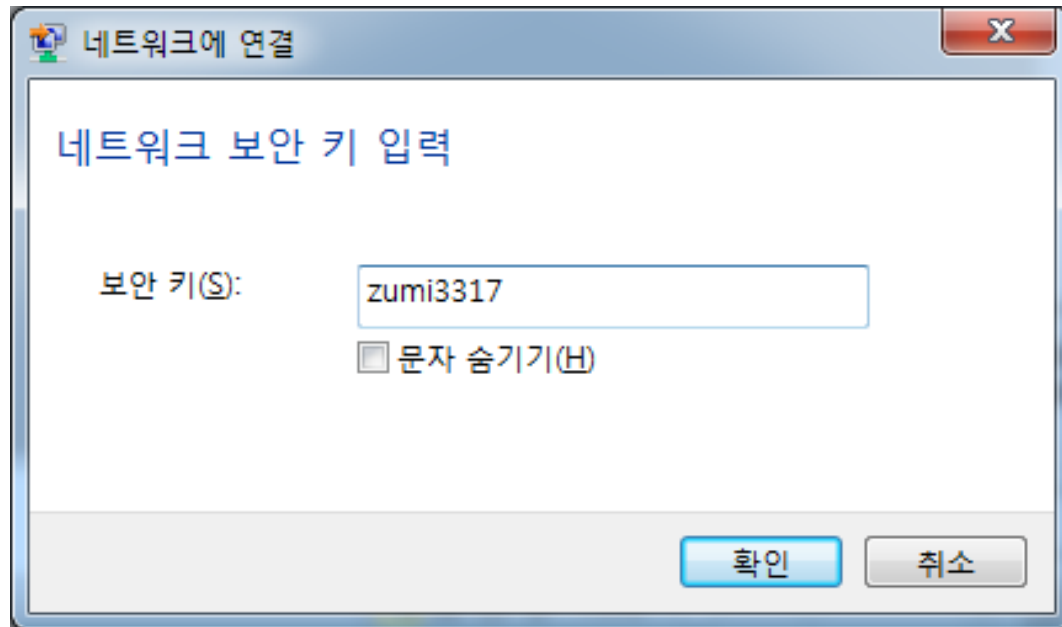 네트워크에 연결
네트워크 보안 키 입력
보안 키(S): zumi3317
문자 숨기기(H)
확인 취소